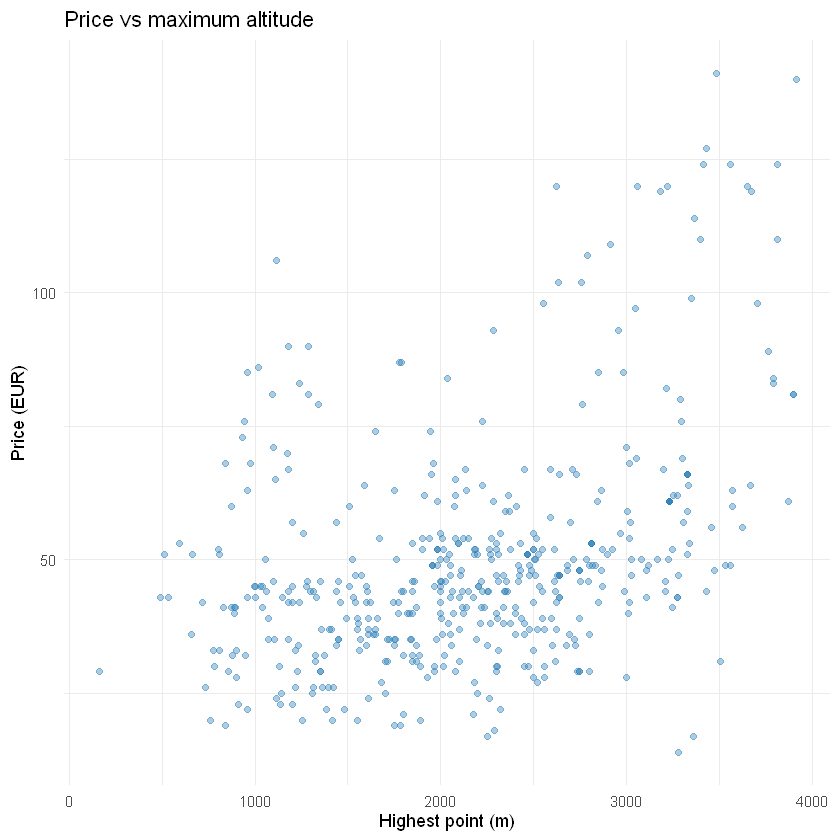 Price vs maximum altitude
100
50
Price (EUR)
0 1000 2000 3000 4000
Highest point (m)